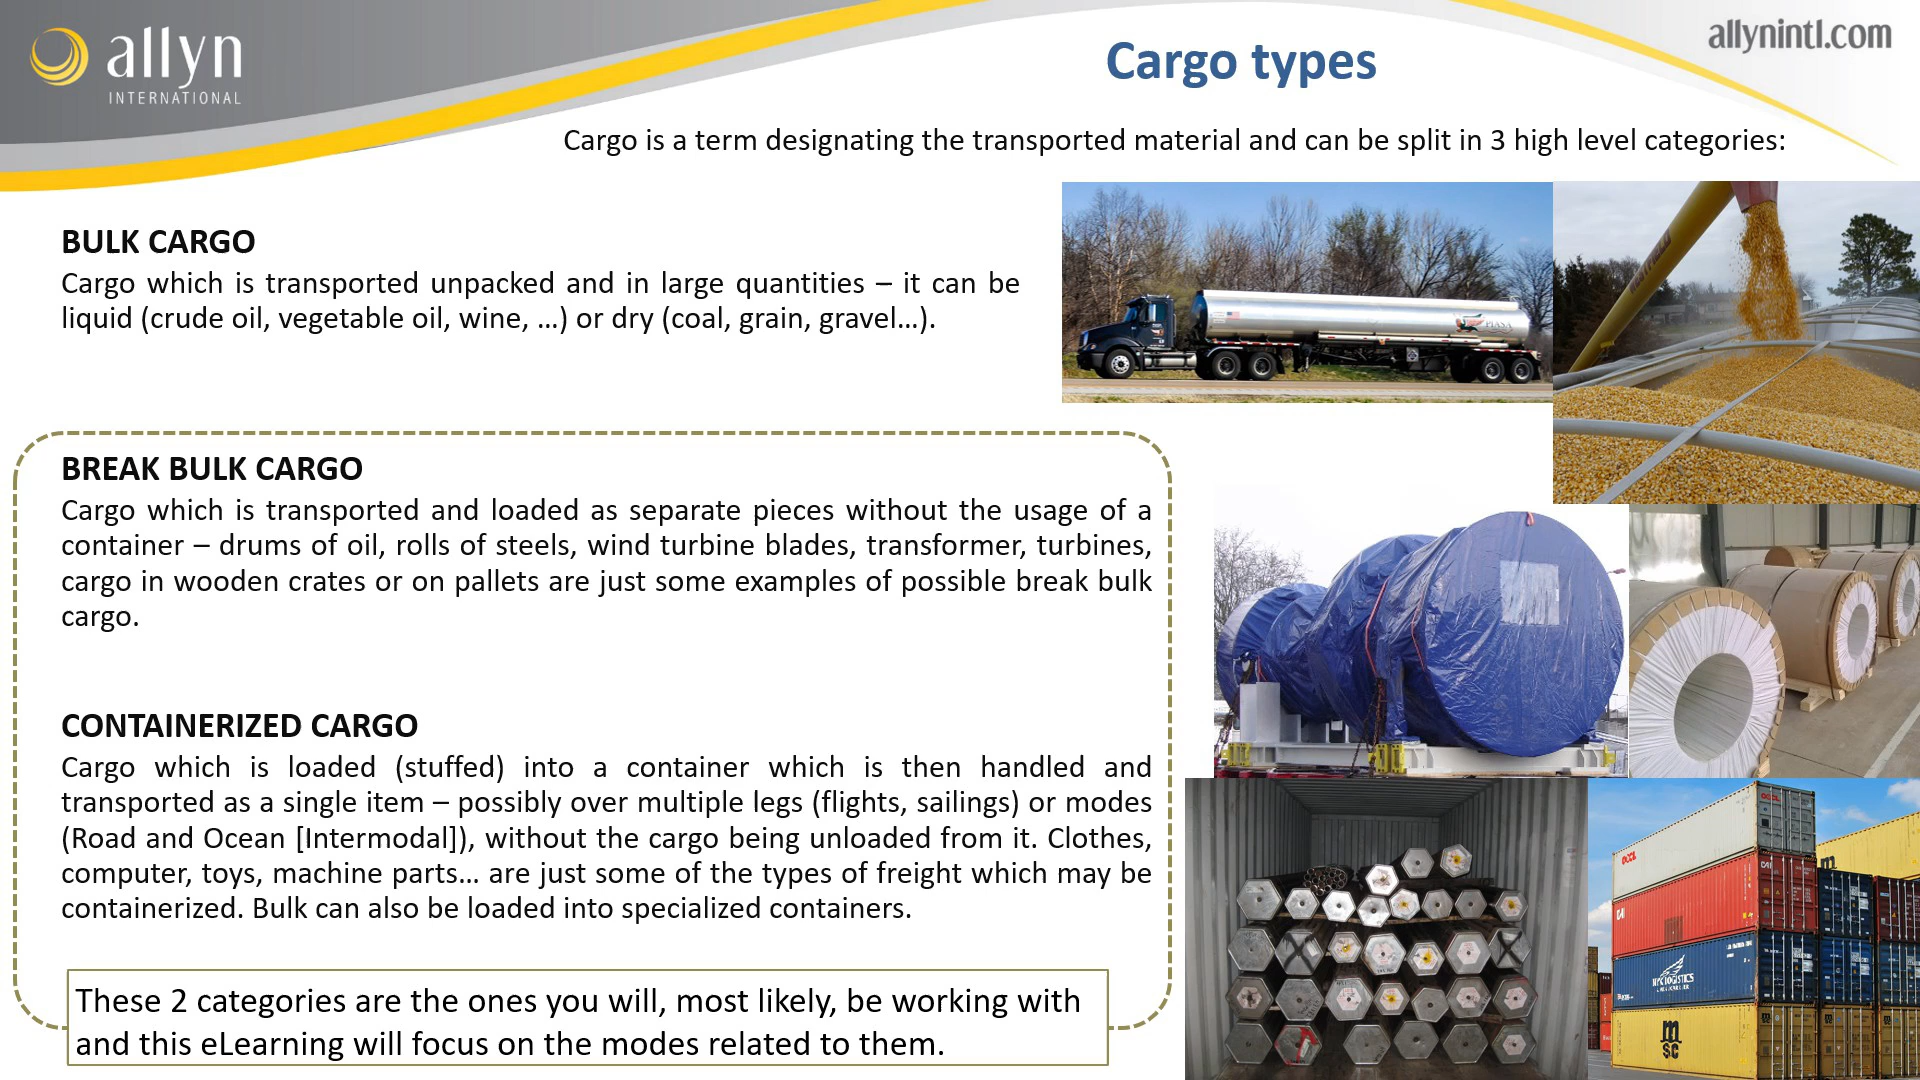 allyn
INTERNATIONAL
allynintl.com
Cargo types
Cargo is a term designating the transported material and can be split in 3 high level categories:
BULK CARGO
Cargo which is transported unpacked and in large quantities – it can be
liquid (crude oil, vegetable oil, wine, …) or dry (coal, grain, gravel…).
PIASA
BREAK BULK CARGO
Cargo which is transported and loaded as separate pieces without the usage of a
container – drums of oil, rolls of steels, wind turbine blades, transformer, turbines,
cargo in wooden crates or on pallets are just some examples of possible break bulk
cargo.
CONTAINERIZED CARGO
Cargo which is loaded (stuffed) into a container which is then handled and
transported as a single item – possibly over multiple legs (flights, sailings) or modes
(Road and Ocean [Intermodal]), without the cargo being unloaded from it. Clothes,
computer, toys, machine parts… are just some of the types of freight which may be
containerized. Bulk can also be loaded into specialized containers.
These 2 categories are the ones you will, most likely, be working with
and this eLearning will focus on the modes related to them.
OOCL
OOCL
CAI
CAI
NYK LOGISTICS
m
SC